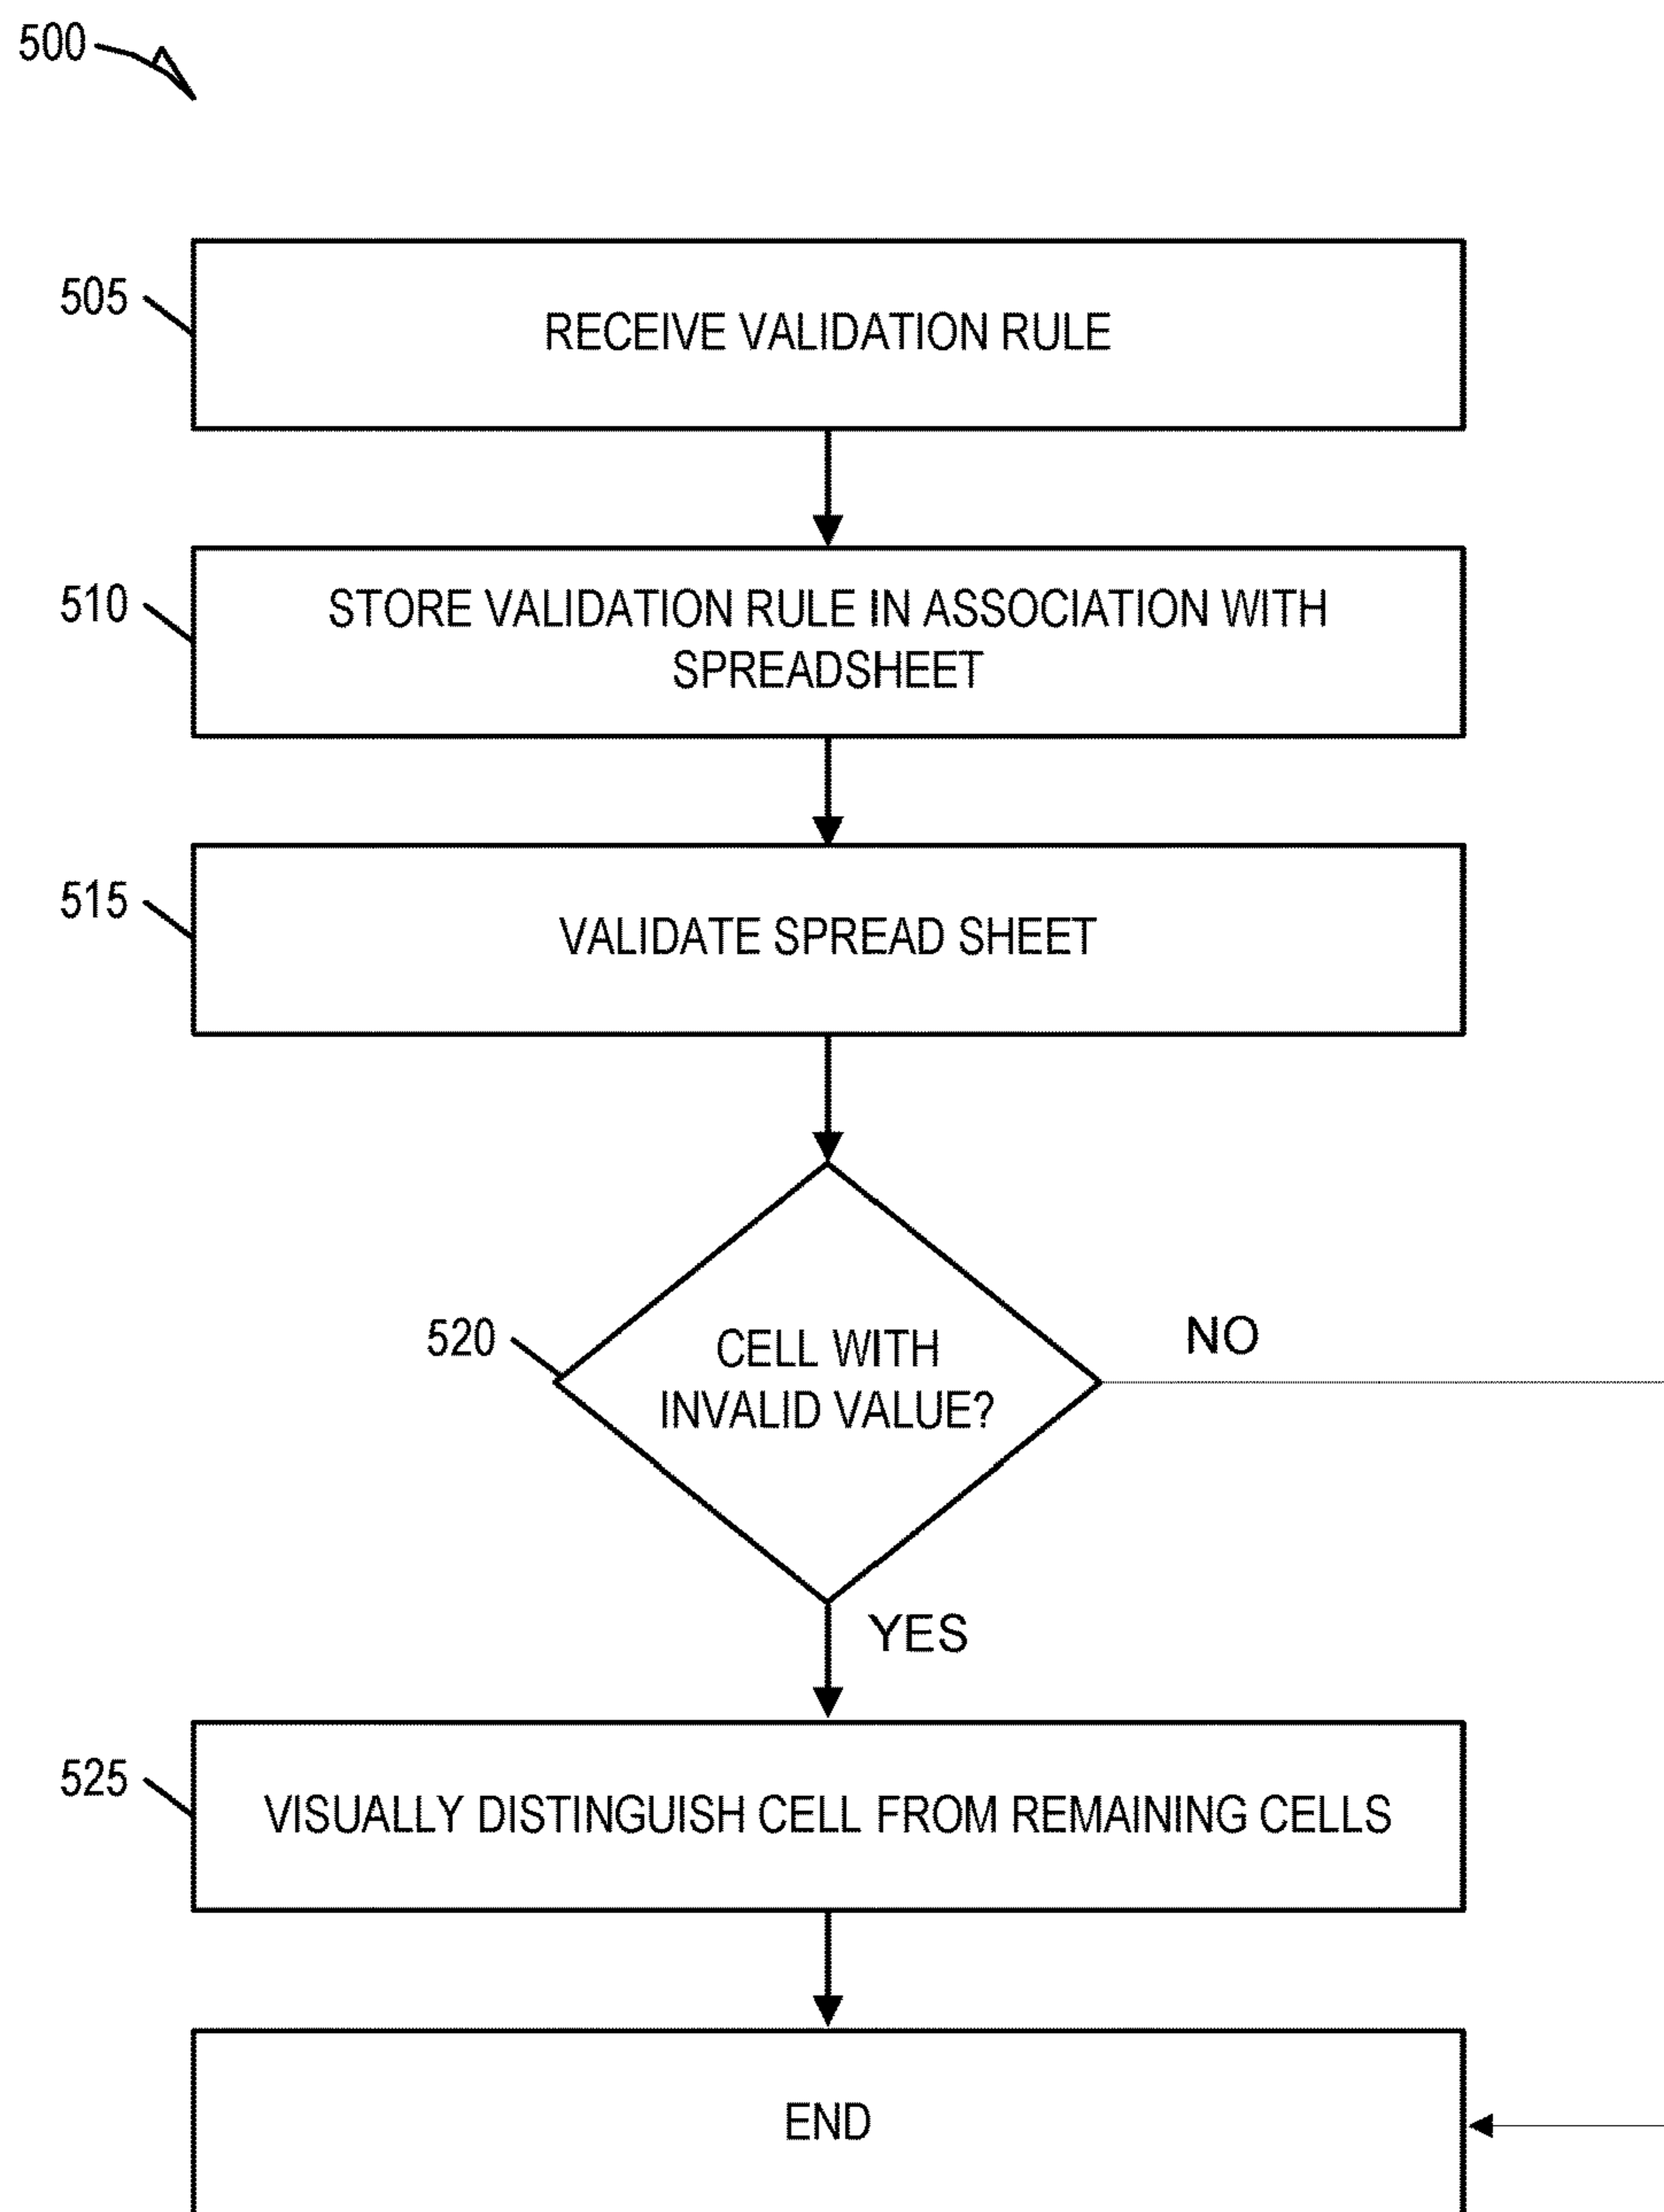 500
505
RECEIVE VALIDATION RULE
510
STORE VALIDATION RULE IN ASSOCIATION WITH
SPREADSHEET
515
VALIDATE SPREAD SHEET
520
CELL WITH
INVALID VALUE?
NO
YES
525
VISUALLY DISTINGUISH CELL FROM REMAINING CELLS
END